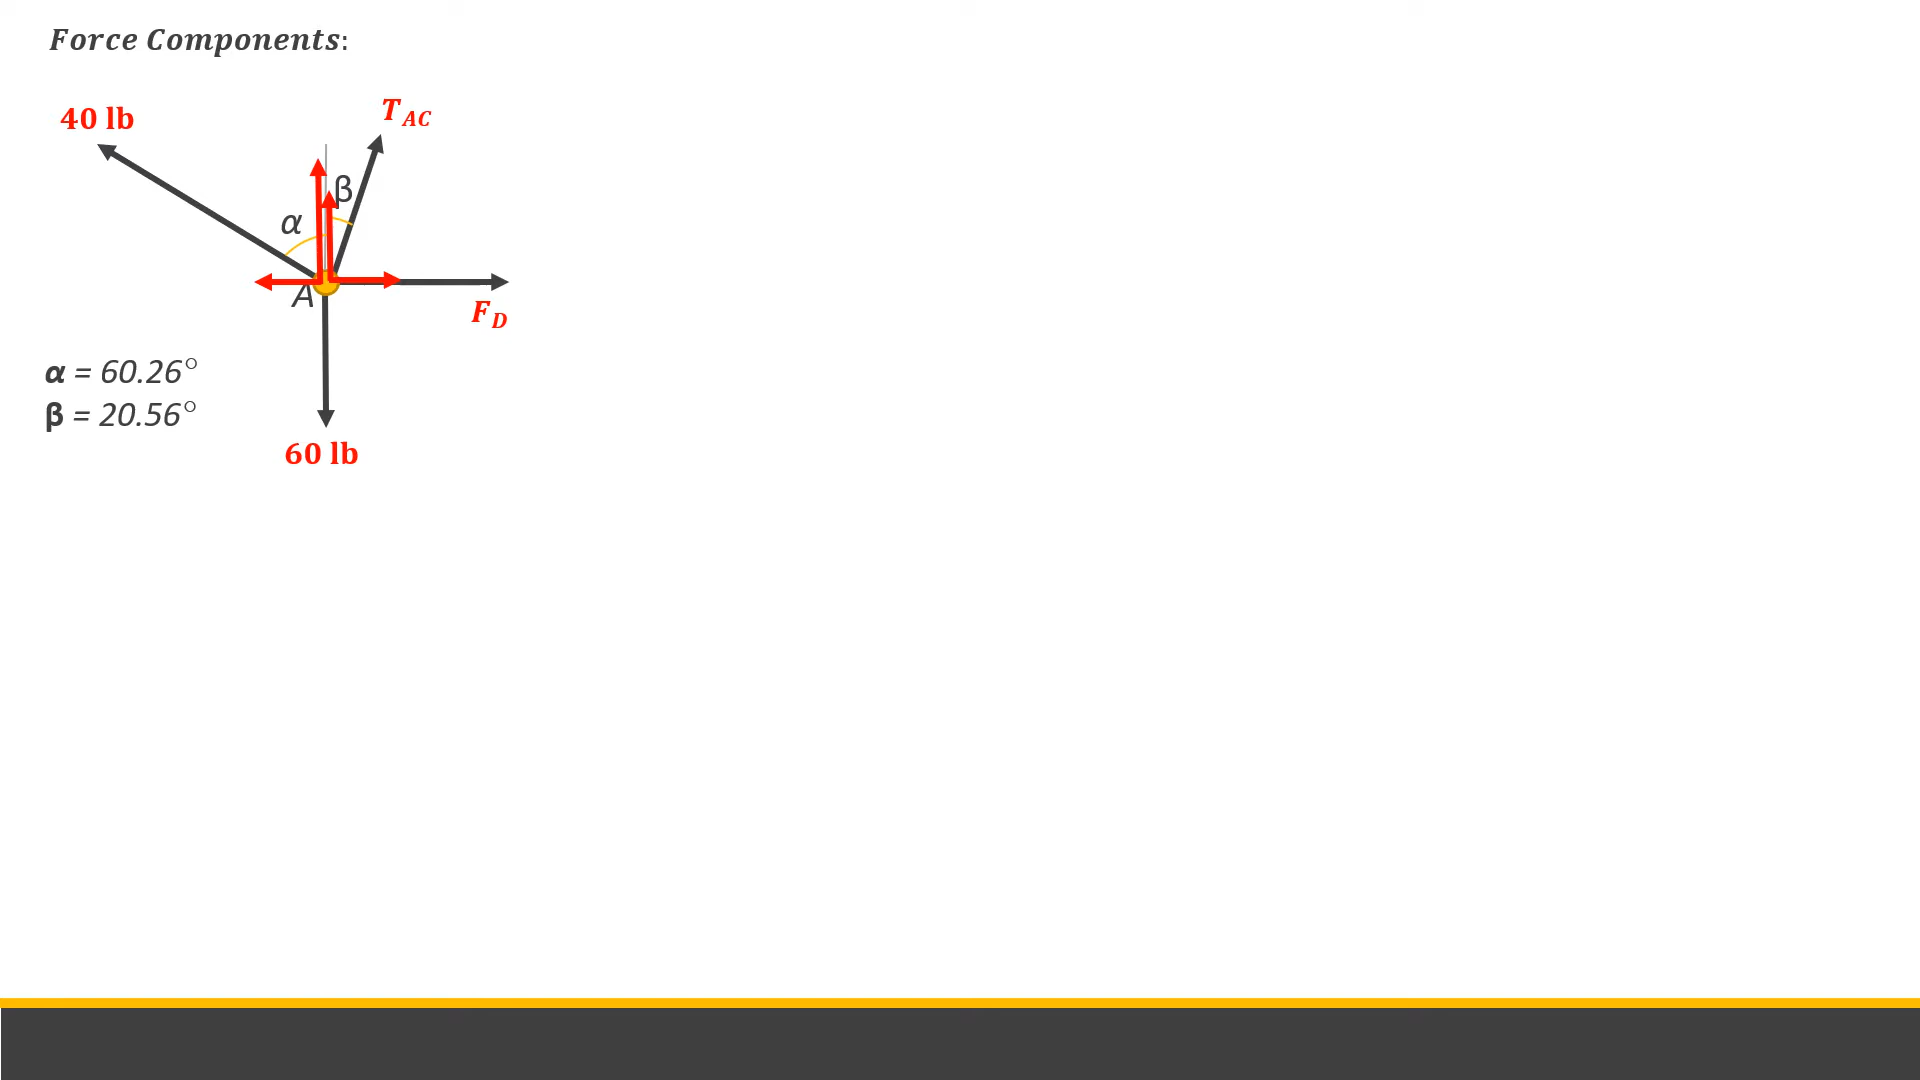 Force Components:
40 lb
T_AC
β
α
A
F_D
α = 60.26°
β = 20.56°
60 lb